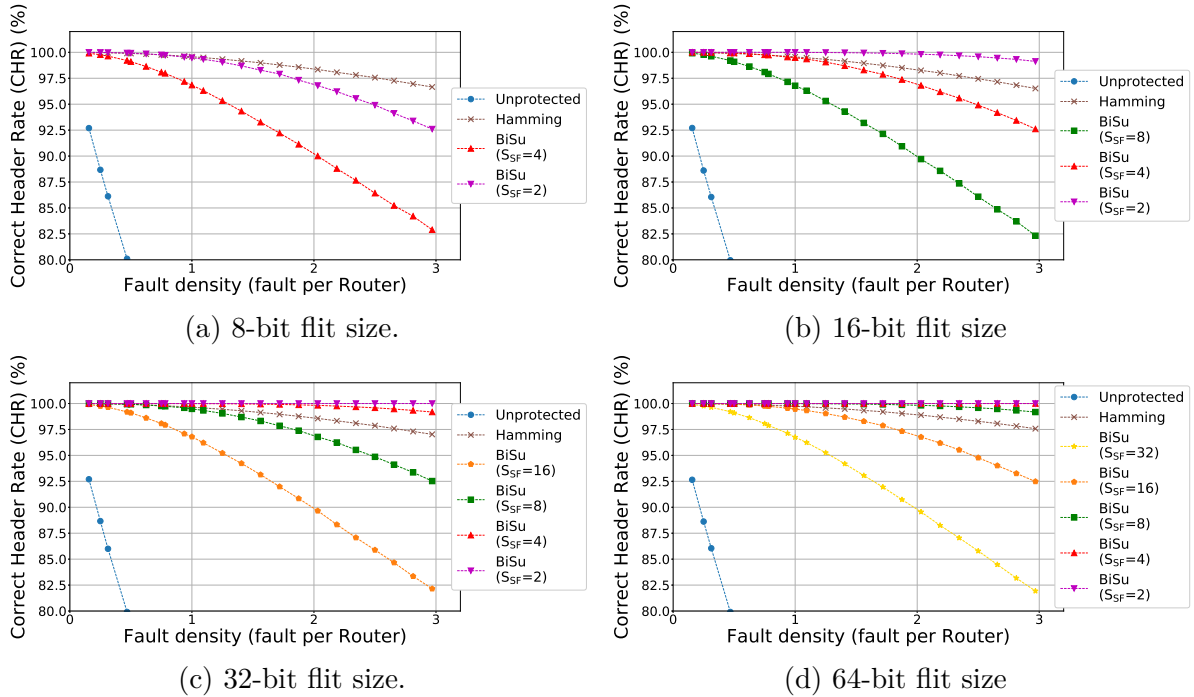 Correct Header Rate (CHR) (%)
100.0
97.5
95.0
92.5
90.0
87.5
85.0
82.5
80.0
0
1
2
3
Fault density (fault per Router)
Unprotected
Hamming
BiSu
(SSF=4)
BiSu
(SSF=2)
(a) 8-bit flit size.
Correct Header Rate (CHR) (%)
100.0
97.5
95.0
92.5
90.0
87.5
85.0
82.5
80.0
0
1
2
3
Fault density (fault per Router)
Unprotected
Hamming
BiSu
(SSF=8)
BiSu
(SSF=4)
BiSu
(SSF=2)
(b) 16-bit flit size
Correct Header Rate (CHR) (%)
100.0
97.5
95.0
92.5
90.0
87.5
85.0
82.5
80.0
0
1
2
3
Fault density (fault per Router)
Unprotected
Hamming
BiSu
(SSF=16)
BiSu
(SSF=8)
BiSu
(SSF=4)
BiSu
(SSF=2)
(c) 32-bit flit size.
Correct Header Rate (CHR) (%)
100.0
97.5
95.0
92.5
90.0
87.5
85.0
82.5
80.0
0
1
2
3
Fault density (fault per Router)
Unprotected
Hamming
BiSu
(SSF=32)
BiSu
(SSF=16)
BiSu
(SSF=8)
BiSu
(SSF=4)
BiSu
(SSF=2)
(d) 64-bit flit size